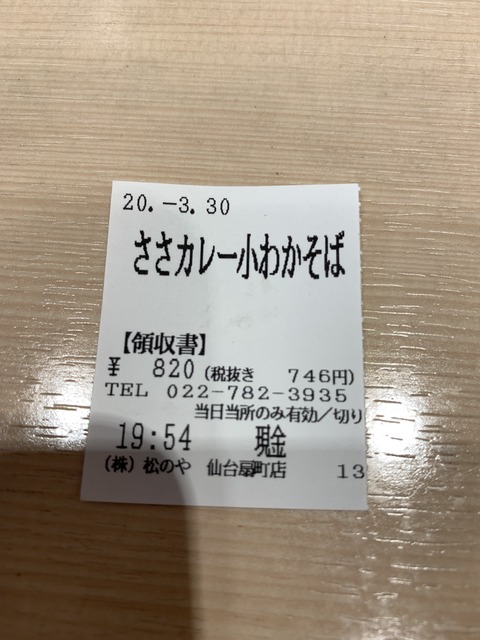 20.-3.30
ささカレー小わかそば
【領収書】
¥ 820(税抜き 746円)
TEL 022-782-3935
当日当所のみ有効/切り
19:54 現金
(株)松のや 仙台扇町店 13